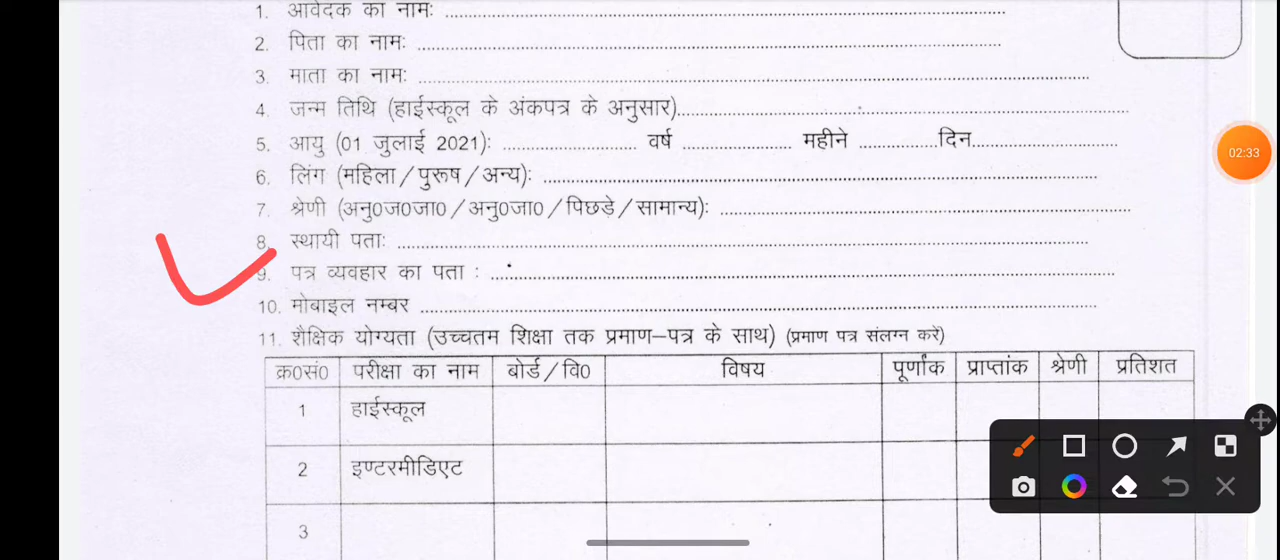 1. आवेदक का नामः ........................................
2. पिता का नामः ........................................
3. माता का नामः ........................................
4. जन्म तिथि (हाईस्कूल के अंकपत्र के अनुसार)........................................
5. आयु (01 जुलाई 2021): .................... वर्ष .................... महीने ...............दिन....................
6. लिंग (महिला/पुरूष/अन्य): ........................................
7. श्रेणी (अनु0ज0जा0/अनु0जा0/पिछड़े/सामान्य): ........................................
8. स्थायी पताः ........................................
9. पत्र व्यवहार का पता : ........................................
10. मोबाइल नम्बर ........................................
11. शैक्षिक योग्यता (उच्चतम शिक्षा तक प्रमाण–पत्र के साथ) (प्रमाण पत्र संलग्न करें)
क्र0सं0 परीक्षा का नाम बोर्ड/वि0 विषय पूर्णांक प्राप्तांक श्रेणी प्रतिशत
1 हाईस्कूल
2 इण्टरमीडिएट
3
02:33